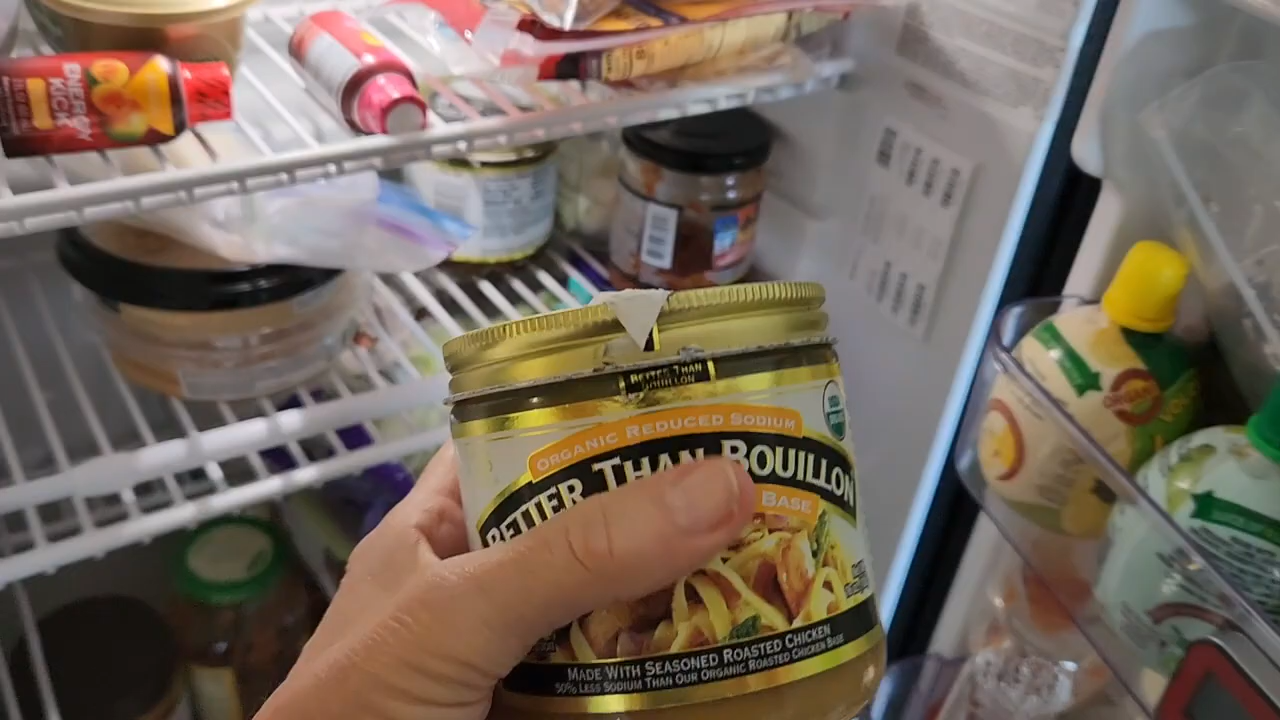 ENERGY
KICK
BETTER THAN
BOUILLON
ORGANIC REDUCED SODIUM
BETTER THAN BOUILLON
BASE
MADE WITH SEASONED ROASTED CHICKEN
50% LESS SODIUM THAN OUR ORGANIC ROASTED CHICKEN BASE